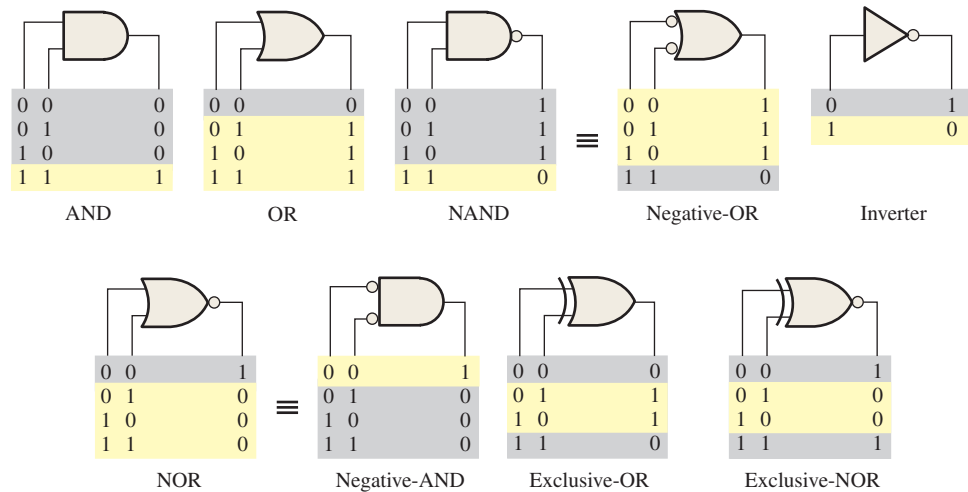 0 0 0
0 1 0
1 0 0
1 1 1
AND
0 0 0
0 1 1
1 0 1
1 1 1
OR
0 0 1
0 1 1
1 0 1
1 1 0
NAND
≡
0 0 1
0 1 1
1 0 1
1 1 0
Negative-OR
0 1
1 0
Inverter
0 0 1
0 1 0
1 0 0
1 1 0
NOR
≡
0 0 1
0 1 0
1 0 0
1 1 0
Negative-AND
0 0 0
0 1 1
1 0 1
1 1 0
Exclusive-OR
0 0 1
0 1 0
1 0 0
1 1 1
Exclusive-NOR